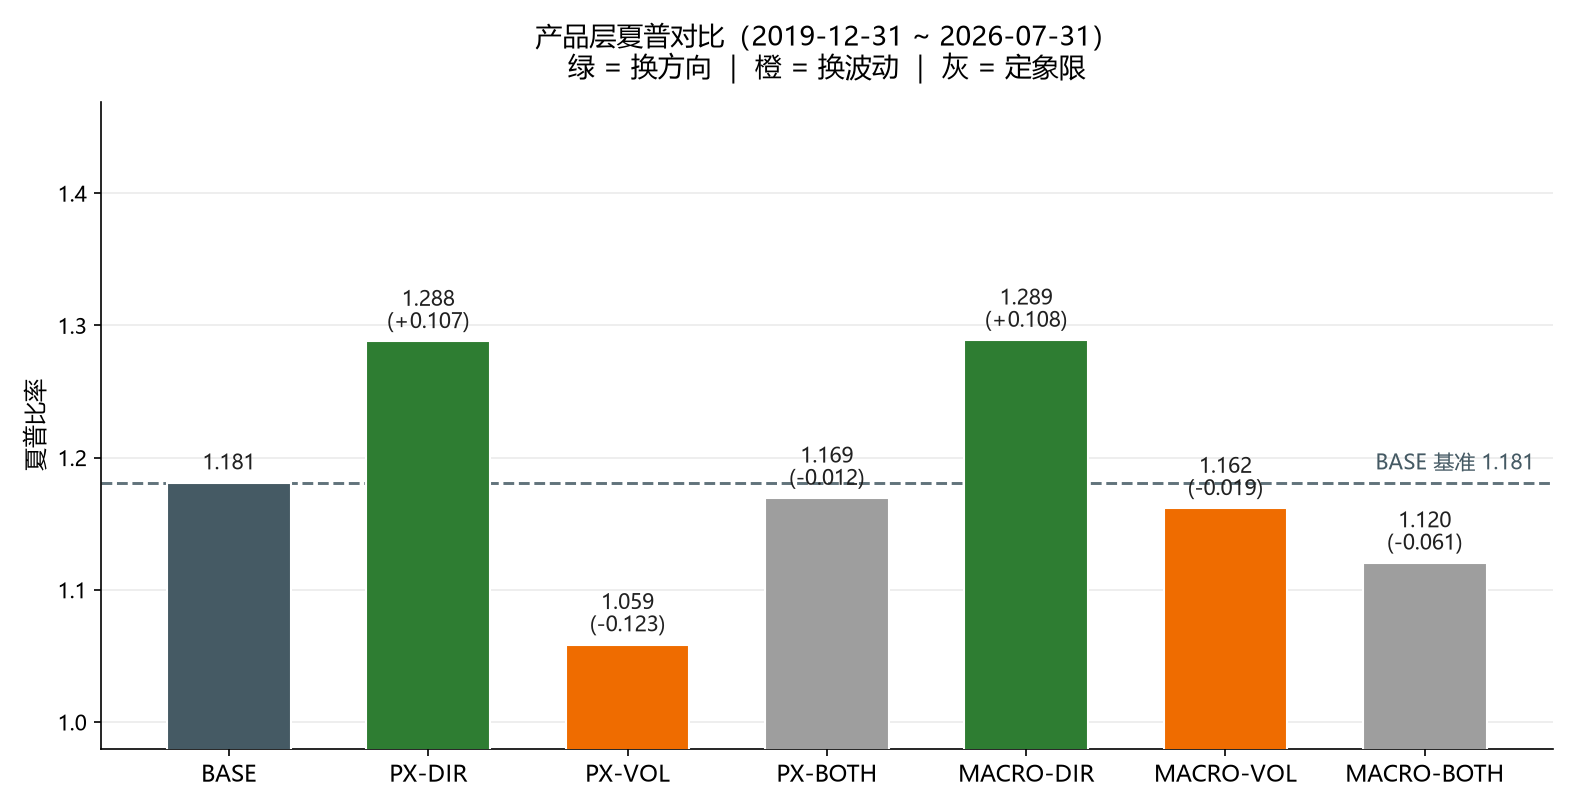 产品层夏普对比（2019-12-31 ~ 2026-07-31）
绿 = 换方向 ｜ 橙 = 换波动 ｜ 灰 = 定象限
夏普比率
1.4
1.3
1.2
1.1
1.0
1.181
1.288
(+0.107)
1.059
(-0.123)
1.169
(-0.012)
1.289
(+0.108)
1.162
(-0.019)
1.120
(-0.061)
BASE 基准 1.181
BASE
PX-DIR
PX-VOL
PX-BOTH
MACRO-DIR
MACRO-VOL
MACRO-BOTH